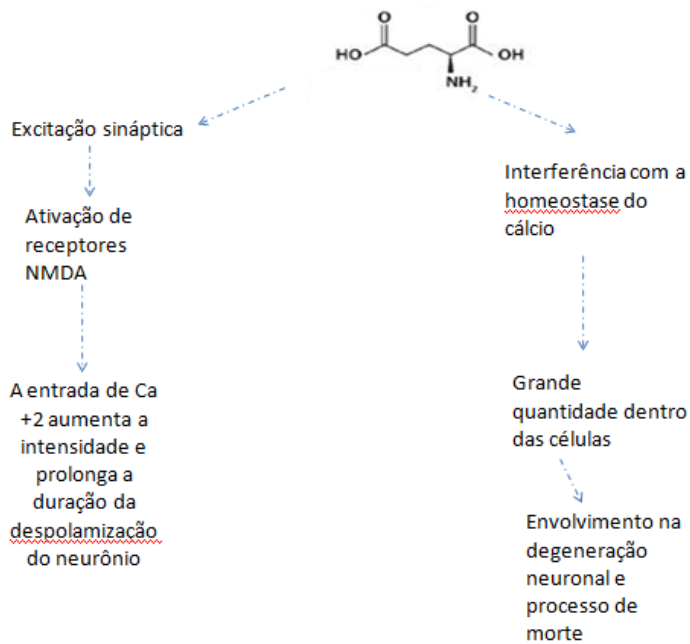 O
O
HO
OH
NH2
Excitação sináptica
Ativação de
receptores
NMDA
A entrada de Ca
+2 aumenta a
intensidade e
prolonga a
duração da
despolamização
do neurônio
Interferência com a
homeostase do
cálcio
Grande
quantidade dentro
das células
Envolvimento na
degeneração
neuronal e
processo de
morte